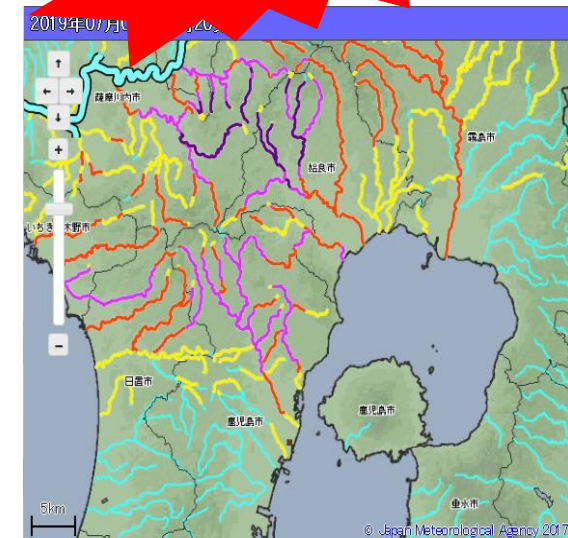 2019年07月
薩摩川内市
霧島市
姶良市
いちき 木野市
日置市
鹿児島市
鹿児島市
垂水市
5km
© Japan Meteorological Agency 2017